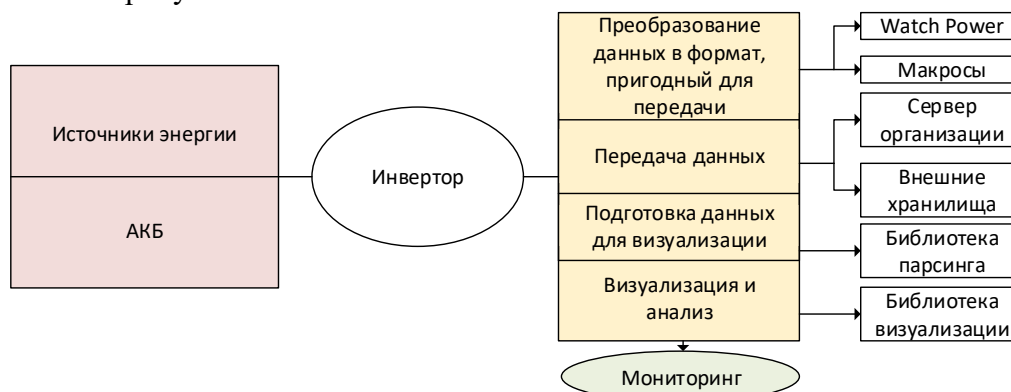 Источники энергии
АКБ
Инвертор
Преобразование
данных в формат,
пригодный для
передачи
Передача данных
Подготовка данных
для визуализации
Визуализация и
анализ
Мониторинг
Watch Power
Макросы
Сервер
организации
Внешние
хранилища
Библиотека
парсинга
Библиотека
визуализации